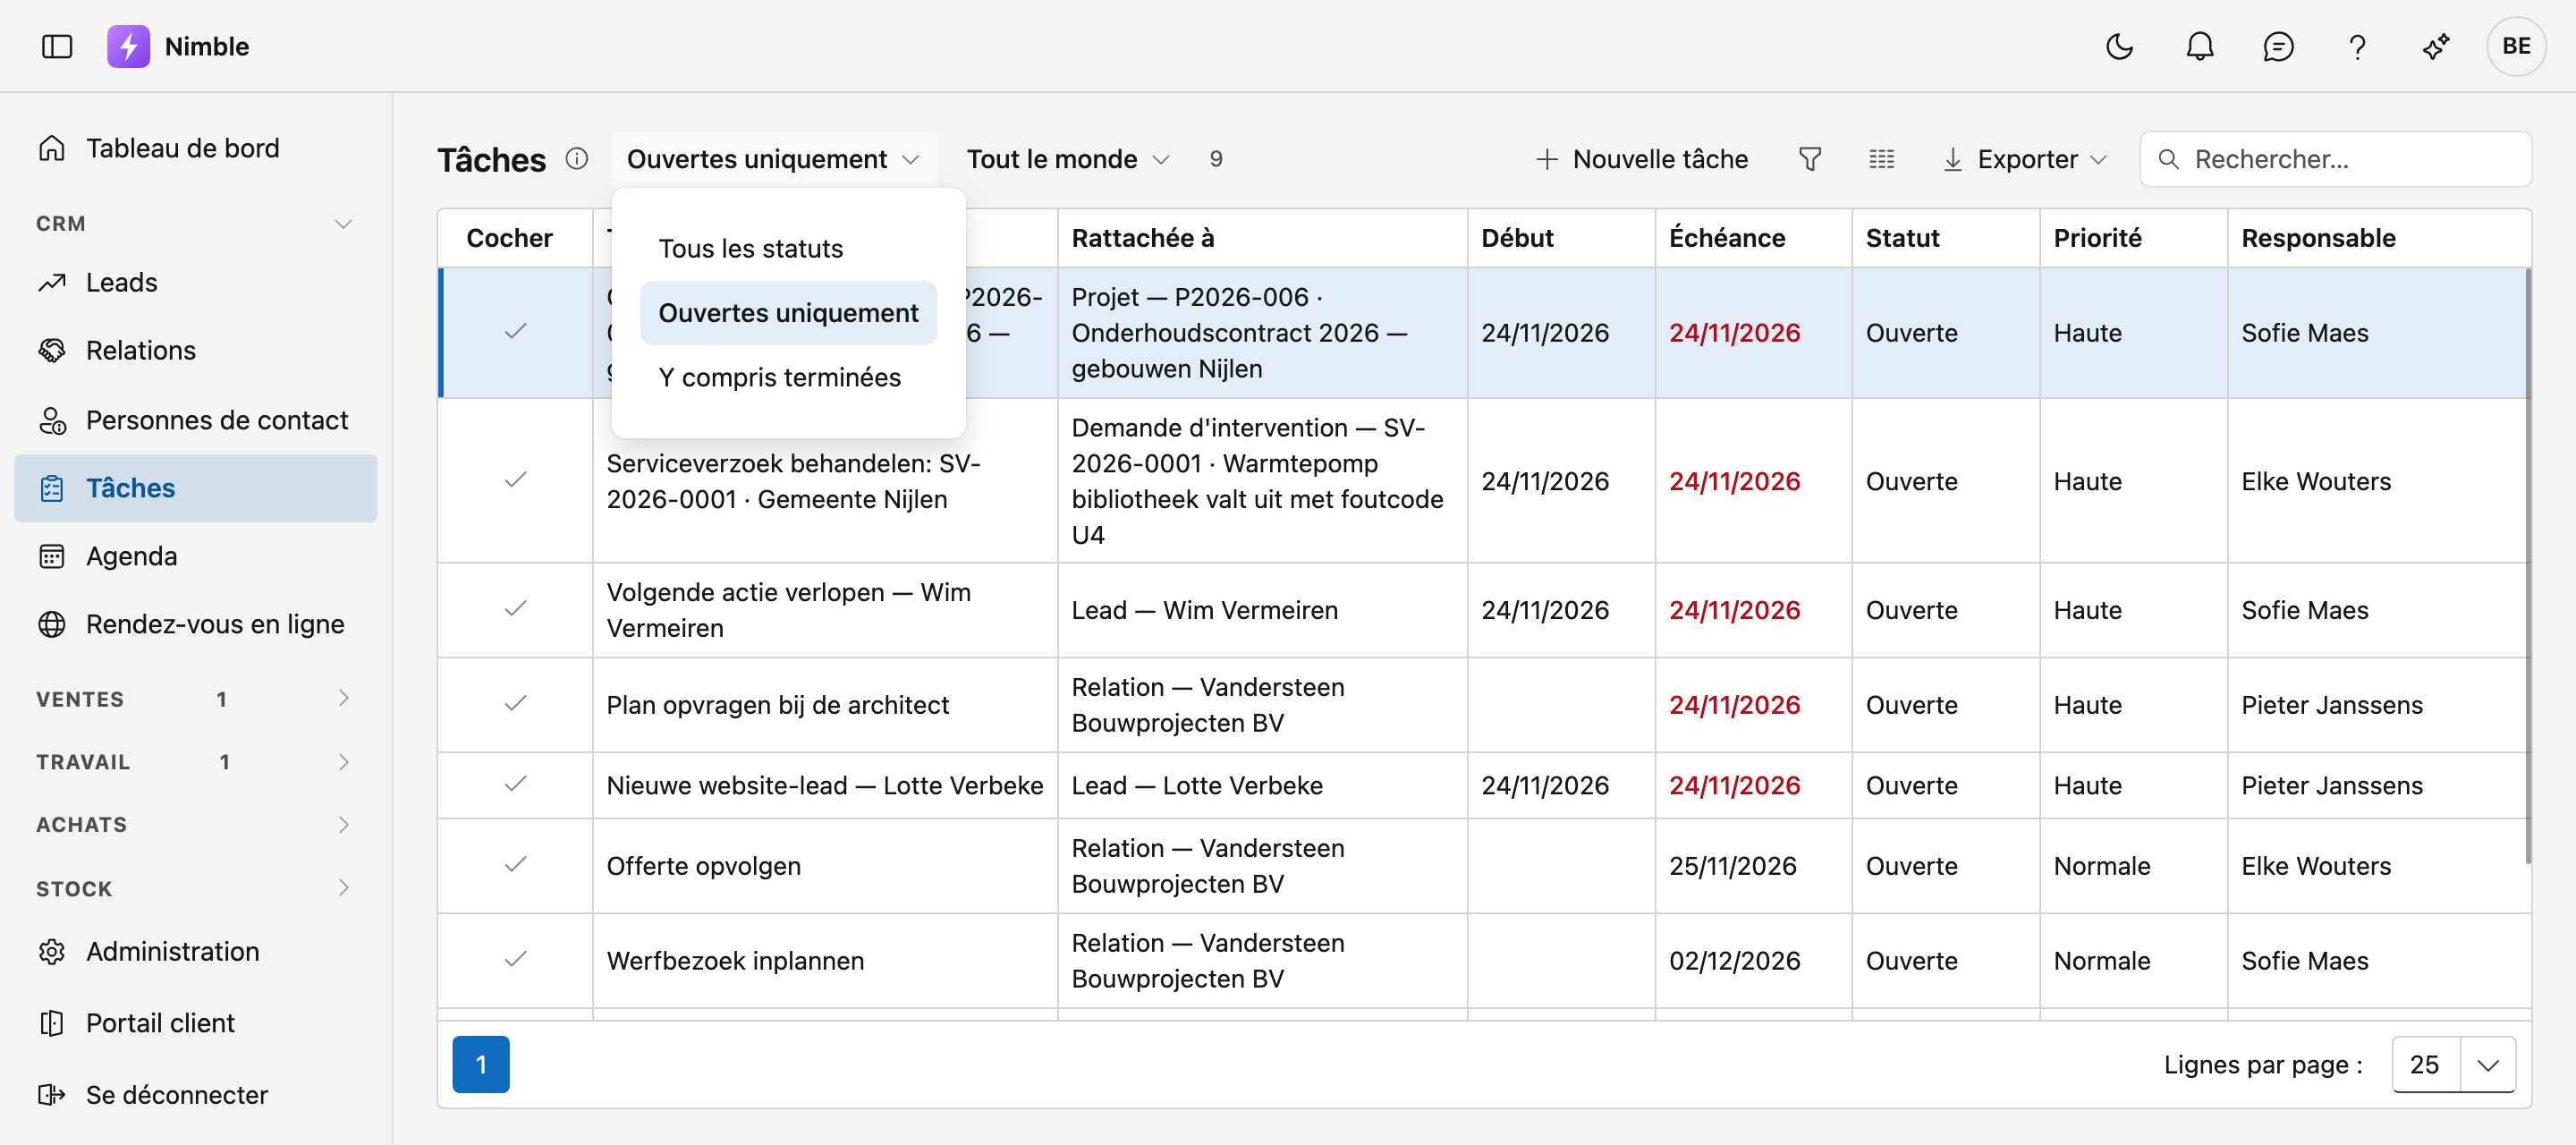 Nimble
BE
Tableau de bord
CRM
Leads
Relations
Personnes de contact
Tâches
Agenda
Rendez-vous en ligne
VENTES 1
TRAVAIL 1
ACHATS
STOCK
Administration
Portail client
Se déconnecter
Tâches Ouvertes uniquement Tout le monde 9 Nouvelle tâche Exporter Rechercher...
Tous les statuts
Ouvertes uniquement
Y compris terminées
Cocher Rattachée à Début Échéance Statut Priorité Responsable
Projet — P2026-006 ·
Onderhoudscontract 2026 —
gebouwen Nijlen
24/11/2026 24/11/2026 Ouverte Haute Sofie Maes
Serviceverzoek behandelen: SV-
2026-0001 · Gemeente Nijlen
Demande d'intervention — SV-
2026-0001 · Warmtepomp
bibliotheek valt uit met foutcode
U4
24/11/2026 24/11/2026 Ouverte Haute Elke Wouters
Volgende actie verlopen — Wim
Vermeiren
Lead — Wim Vermeiren 24/11/2026 24/11/2026 Ouverte Haute Sofie Maes
Plan opvragen bij de architect
Relation — Vandersteen
Bouwprojecten BV
24/11/2026 Ouverte Haute Pieter Janssens
Nieuwe website-lead — Lotte Verbeke Lead — Lotte Verbeke 24/11/2026 24/11/2026 Ouverte Haute Pieter Janssens
Offerte opvolgen
Relation — Vandersteen
Bouwprojecten BV
25/11/2026 Ouverte Normale Elke Wouters
Werfbezoek inplannen
Relation — Vandersteen
Bouwprojecten BV
02/12/2026 Ouverte Normale Sofie Maes
1
Lignes par page : 25